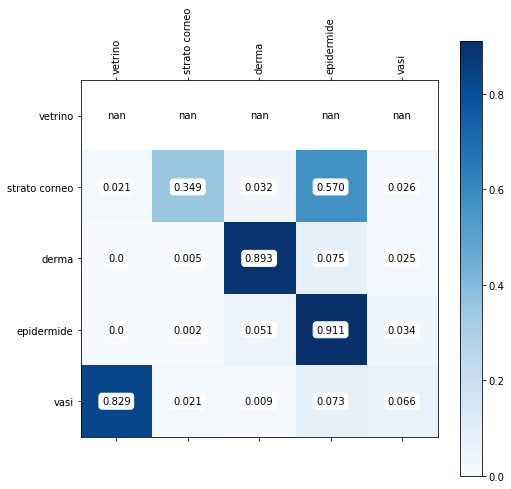 vetrino strato corneo derma epidermide vasi
vetrino nan nan nan nan nan
strato corneo 0.021 0.349 0.032 0.570 0.026
derma 0.0 0.005 0.893 0.075 0.025
epidermide 0.0 0.002 0.051 0.911 0.034
vasi 0.829 0.021 0.009 0.073 0.066
0.8
0.6
0.4
0.2
0.0